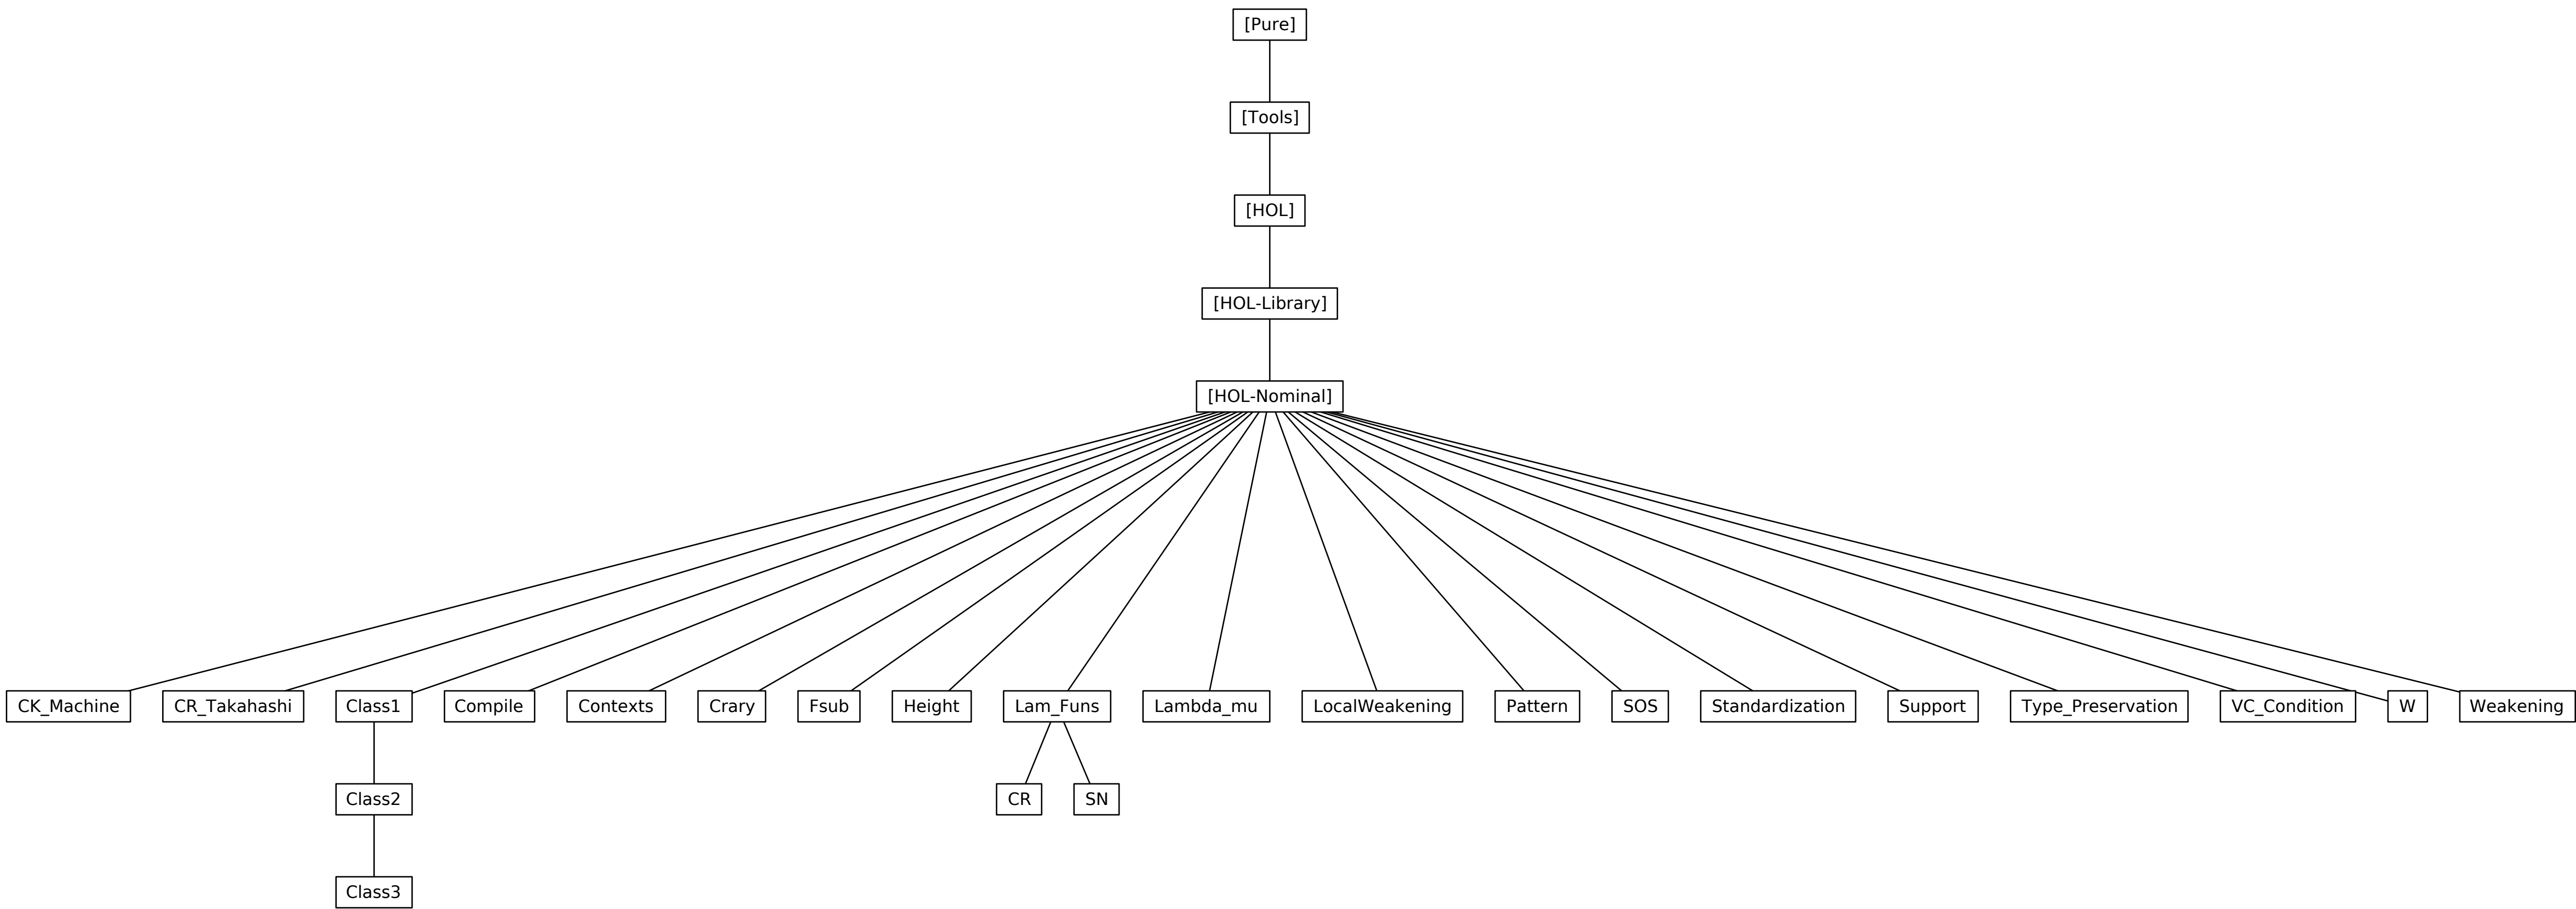 [Pure]
[Tools]
[HOL]
[HOL-Library]
[HOL-Nominal]
CK_Machine CR_Takahashi Class1 Compile Contexts Crary Fsub Height Lam_Funs Lambda_mu LocalWeakening Pattern SOS Standardization Support Type_Preservation VC_Condition W Weakening
Class2 CR SN
Class3